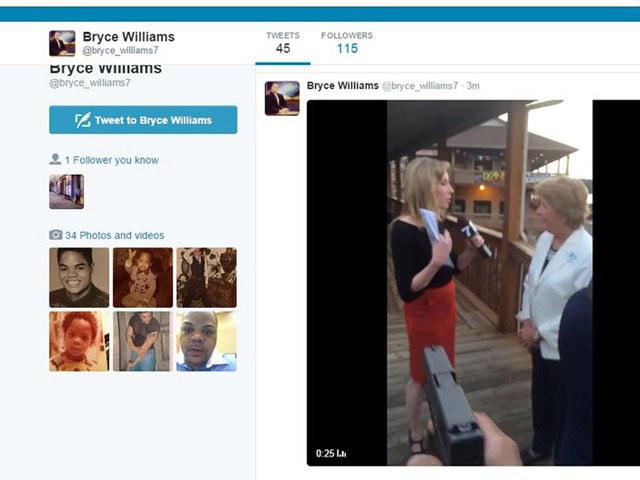 Bryce Williams
@bryce_williams7
TWEETS
45
FOLLOWERS
115
Bryce Williams
@bryce_williams7
Tweet to Bryce Williams
1 Follower you know
34 Photos and videos
Bryce Williams @bryce_williams7 · 3m
0:25